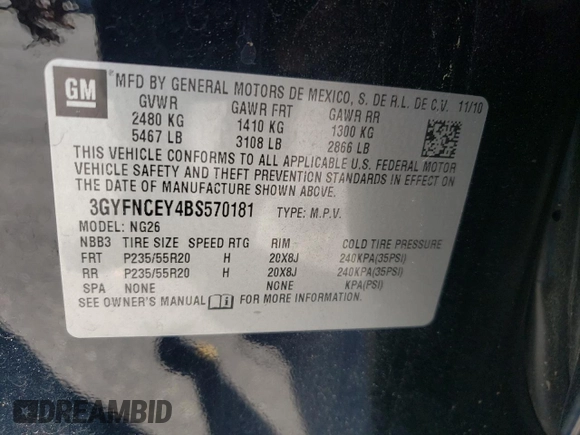 GM
MFD BY GENERAL MOTORS DE MEXICO, S. DE R.L. DE C.V. 11/10
GVWR GAWR FRT GAWR RR
2480 KG 1410 KG 1300 KG
5467 LB 3108 LB 2866 LB
THIS VEHICLE CONFORMS TO ALL APPLICABLE U.S. FEDERAL MOTOR
VEHICLE SAFETY AND THEFT PREVENTION STANDARDS IN EFFECT ON
THE DATE OF MANUFACTURE SHOWN ABOVE.
3GYFNCEY4BS570181 TYPE: M.P.V.
MODEL: NG26
NBB3 TIRE SIZE SPEED RTG RIM COLD TIRE PRESSURE
FRT P235/55R20 H 20X8J 240KPA(35PSI)
RR P235/55R20 H 20X8J 240KPA(35PSI)
SPA NONE NONE KPA(PSI)
SEE OWNER'S MANUAL FOR MORE INFORMATION.
DREAMBID